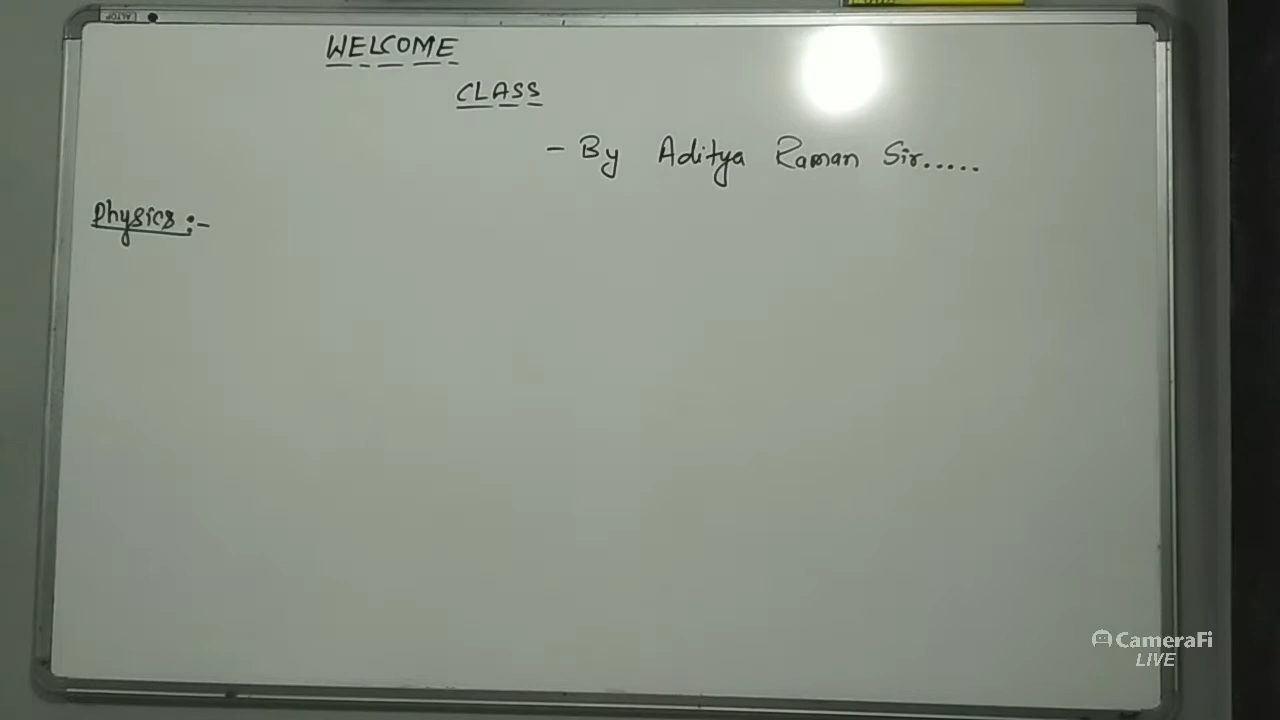 WELCOME
CLASS
- By Aditya Raman Sir.....
Physics :-
CameraFi
LIVE